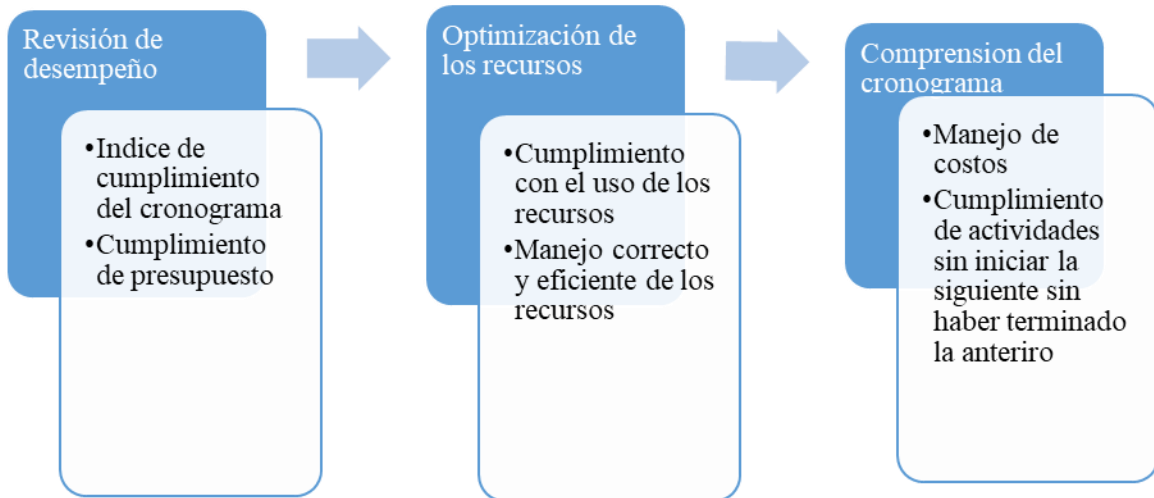 Revisión de
desempeño
•Indice de
cumplimiento
del cronograma
•Cumplimiento
de presupuesto
Optimización de
los recursos
•Cumplimiento
con el uso de los
recursos
•Manejo correcto
y eficiente de los
recursos
Comprension del
cronograma
•Manejo de
costos
•Cumplimiento
de actividades
sin iniciar la
siguiente sin
haber terminado
la anteriro